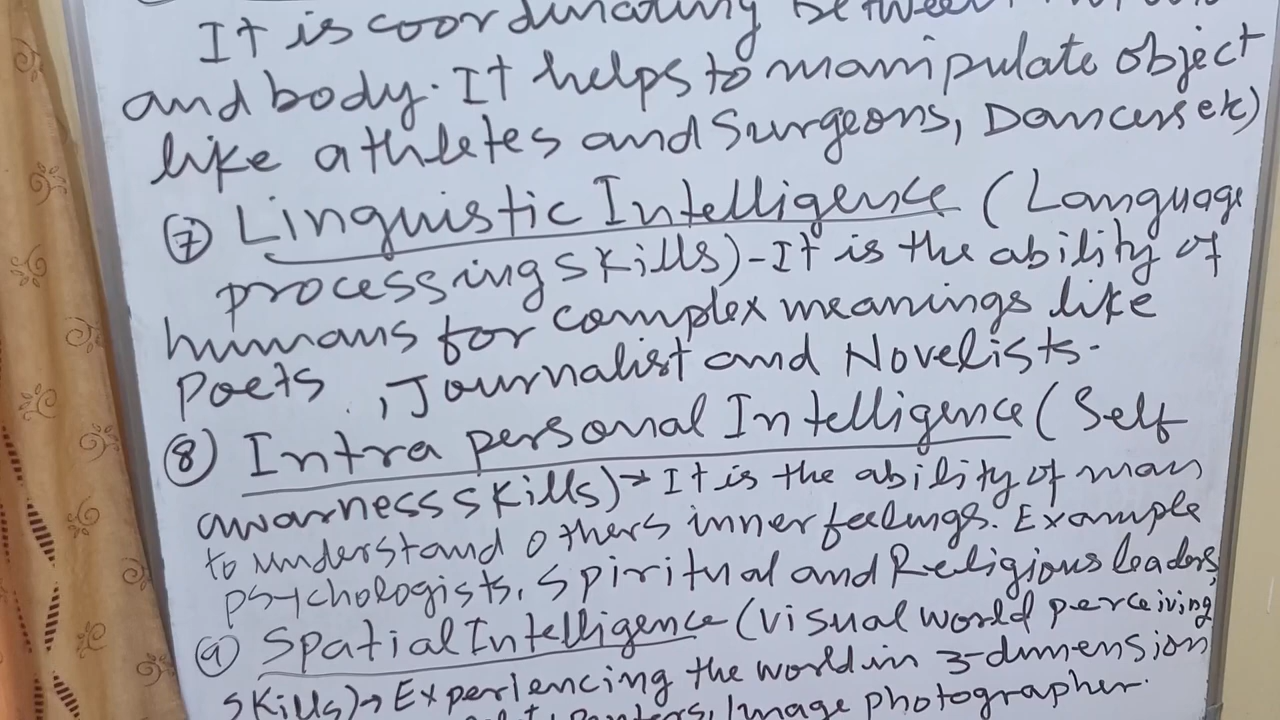 It is coordinating between
and body. It helps to manipulate object
like athletes and Surgeons, Dancers etc)
⑦ Linguistic Intelligence (Language
processing skills) - It is the ability of
humans for complex meanings like
Poets, Journalist and Novelists.
⑧ Intra personal Intelligence (Self
awarness skills) → It is the ability of man
to understand others inner feelings. Example
psychologists, Spiritual and Religious leaders,
⑨ Spatial Intelligence (visual world perceiving
skills) → Experiencing the world in 3-dimension
Image photographer.